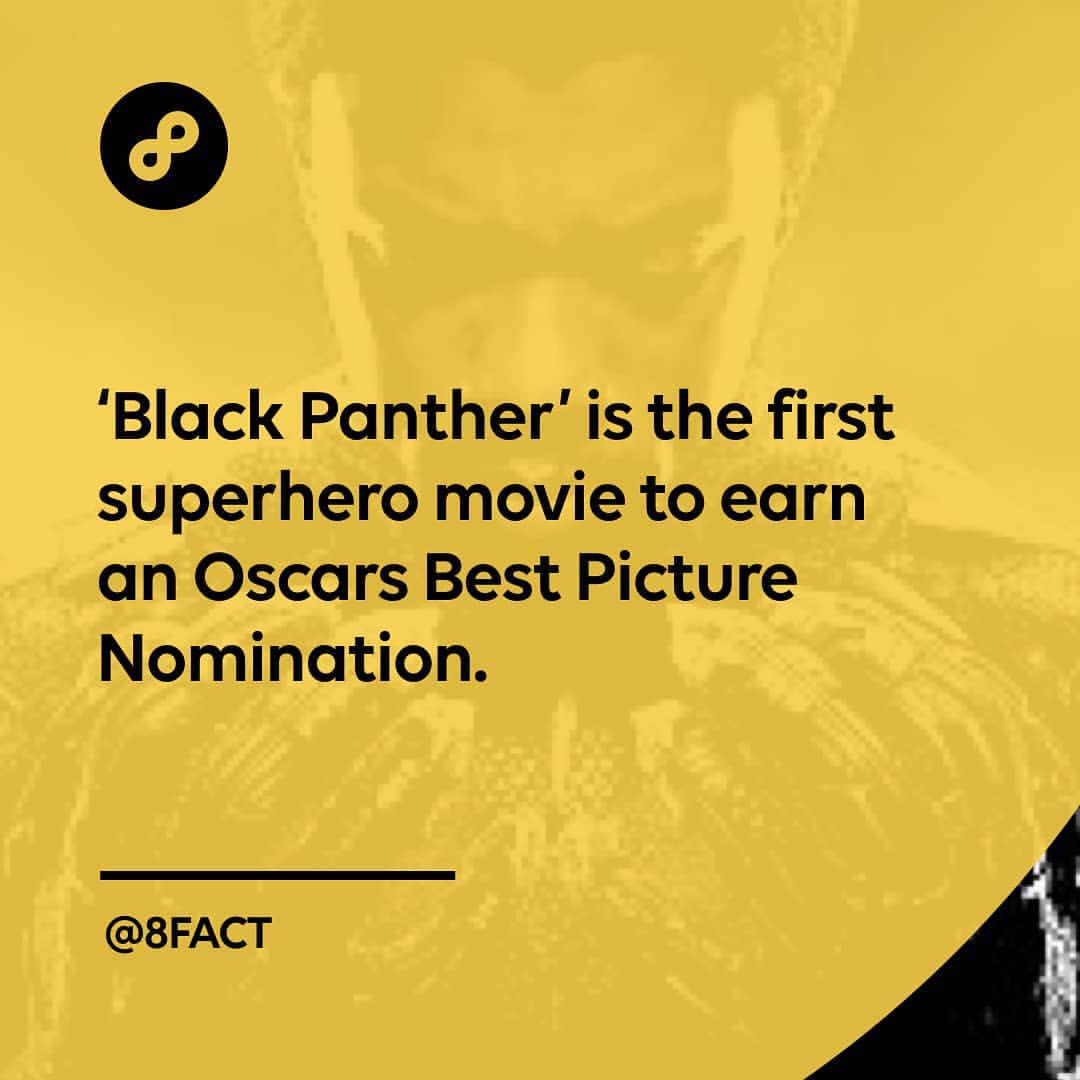 ‘Black Panther’ is the first
superhero movie to earn
an Oscars Best Picture
Nomination.
@8FACT